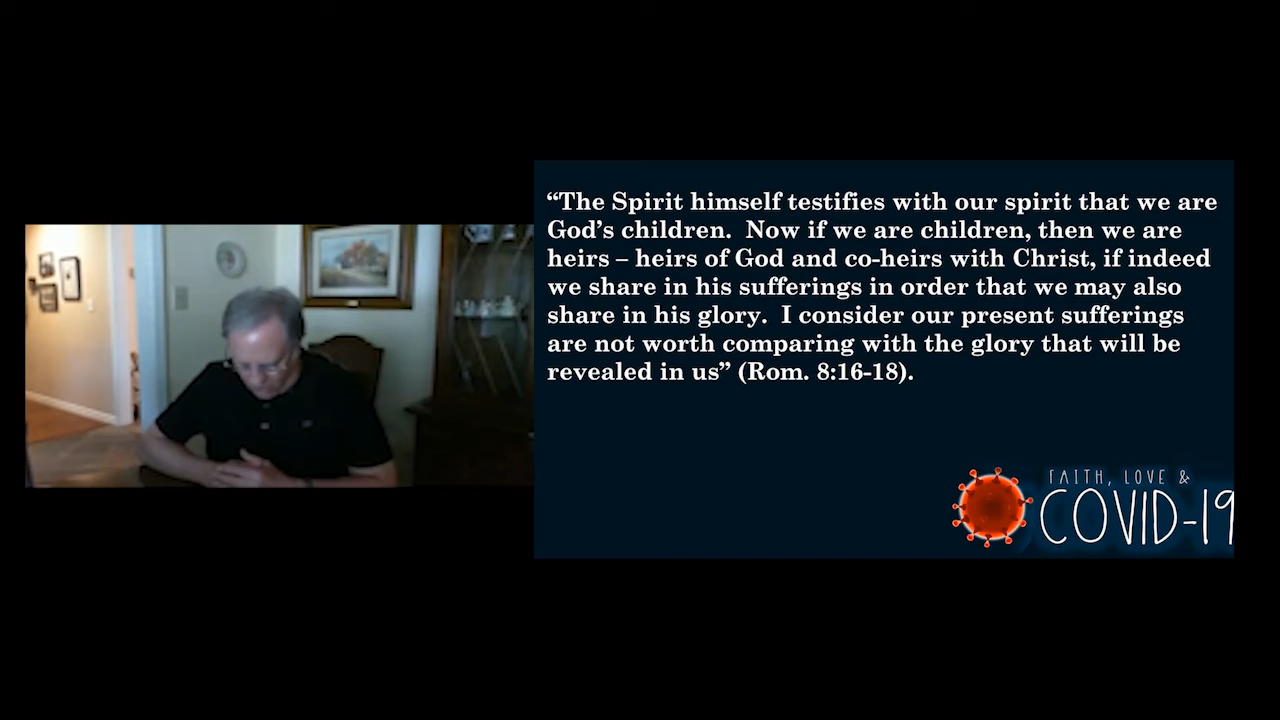 “The Spirit himself testifies with our spirit that we are
God’s children.  Now if we are children, then we are
heirs – heirs of God and co-heirs with Christ, if indeed
we share in his sufferings in order that we may also
share in his glory.  I consider our present sufferings
are not worth comparing with the glory that will be
revealed in us” (Rom. 8:16-18).
FAITH, LOVE &
COVID-19